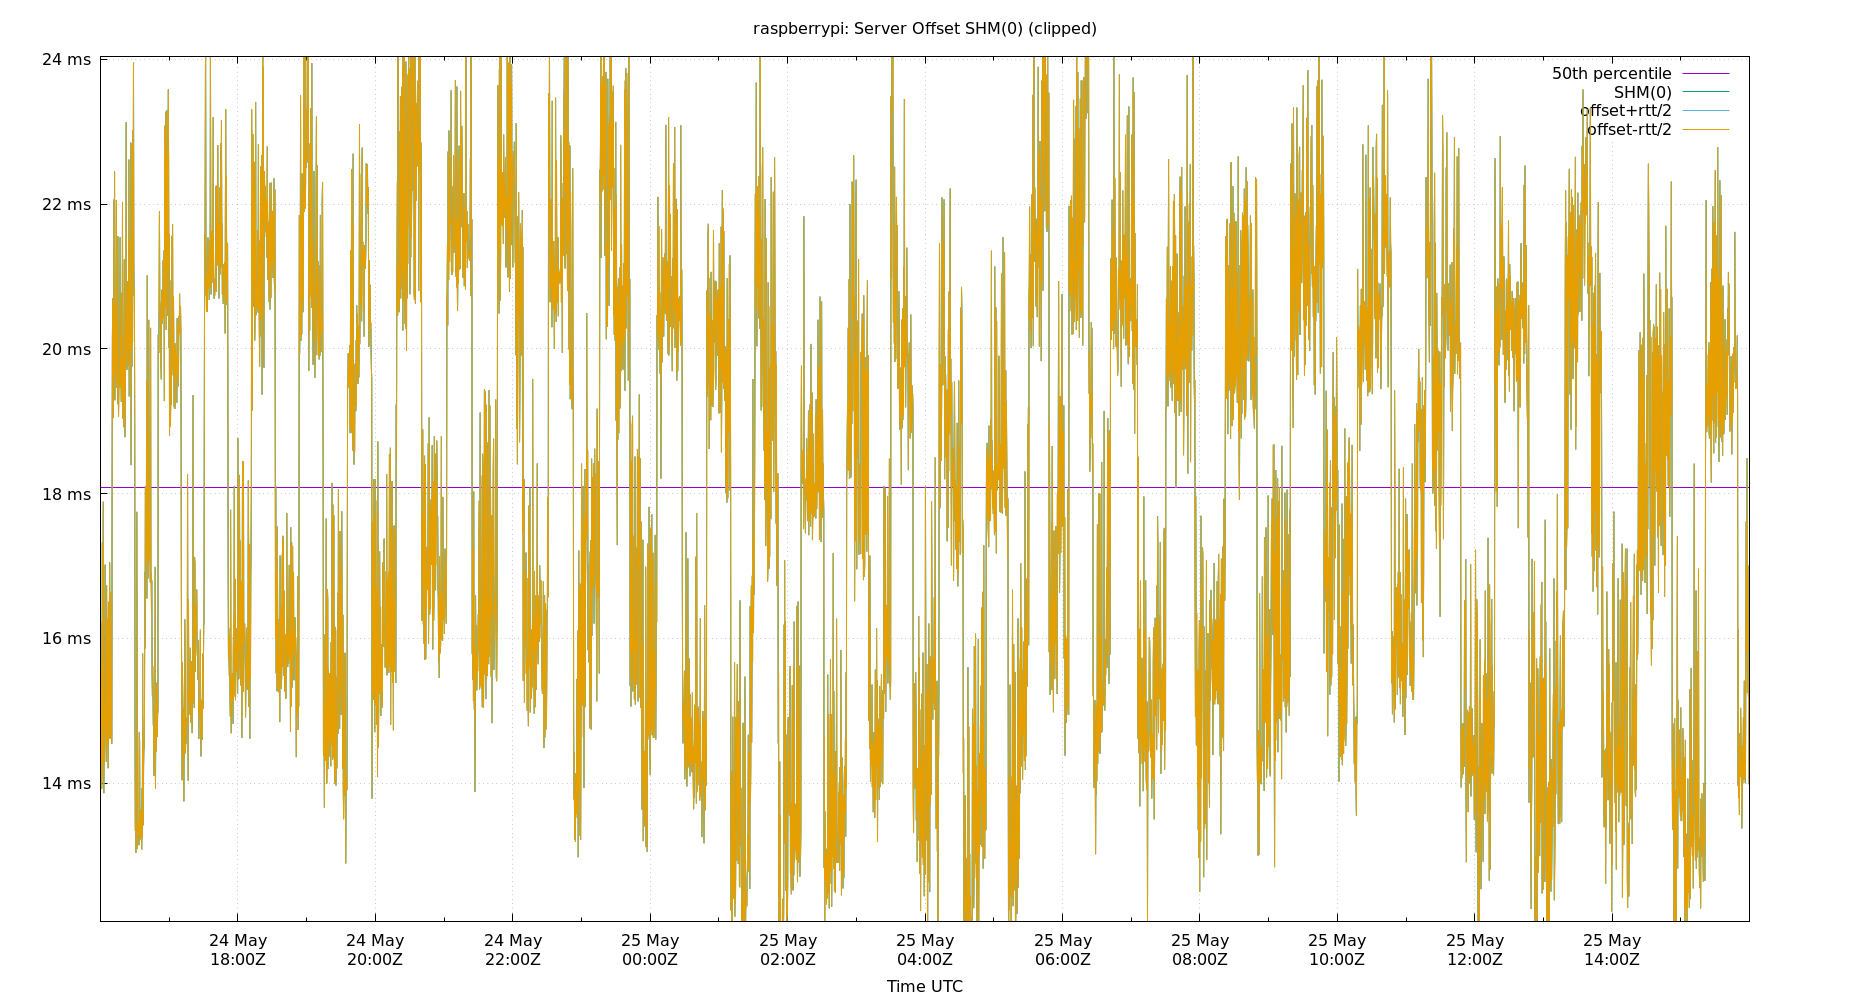 raspberrypi: Server Offset SHM(0) (clipped)
24 ms
22 ms
20 ms
18 ms
16 ms
14 ms
50th percentile
SHM(0)
offset+rtt/2
offset-rtt/2
24 May 24 May 24 May 25 May 25 May 25 May 25 May 25 May 25 May 25 May 25 May
18:00Z 20:00Z 22:00Z 00:00Z 02:00Z 04:00Z 06:00Z 08:00Z 10:00Z 12:00Z 14:00Z
Time UTC